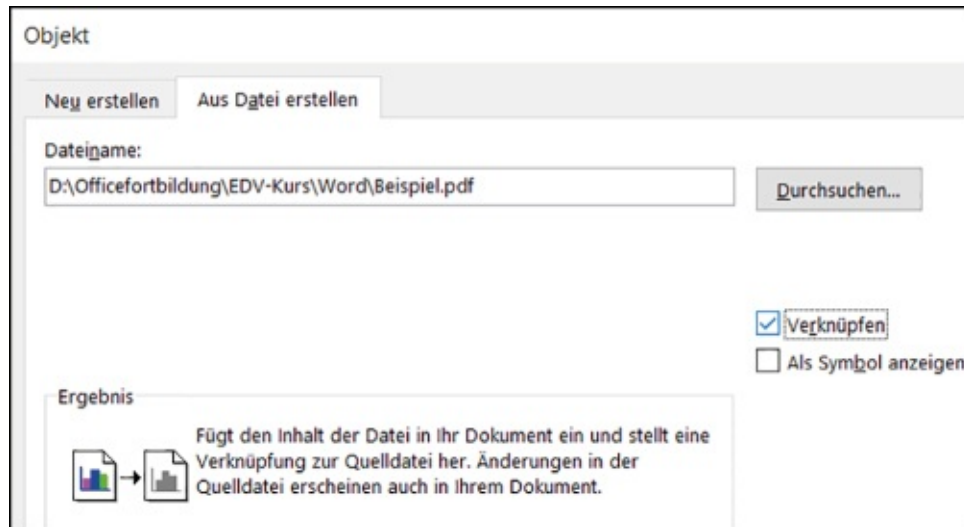 Objekt
Neu erstellen
Aus Datei erstellen
Dateiname:
D:\Officefortbildung\EDV-Kurs\Word\Beispiel.pdf
Durchsuchen...
Verknüpfen
Als Symbol anzeigen
Ergebnis
Fügt den Inhalt der Datei in Ihr Dokument ein und stellt eine
Verknüpfung zur Quelldatei her. Änderungen in der
Quelldatei erscheinen auch in Ihrem Dokument.